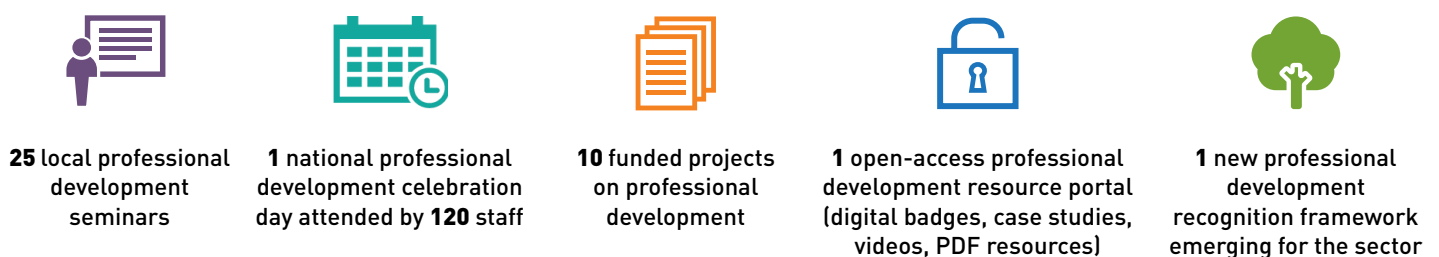 25 local professional
development
seminars
1 national professional
development celebration
day attended by 120 staff
10 funded projects
on professional
development
1 open-access professional
development resource portal
(digital badges, case studies,
videos, PDF resources)
1 new professional
development
recognition framework
emerging for the sector